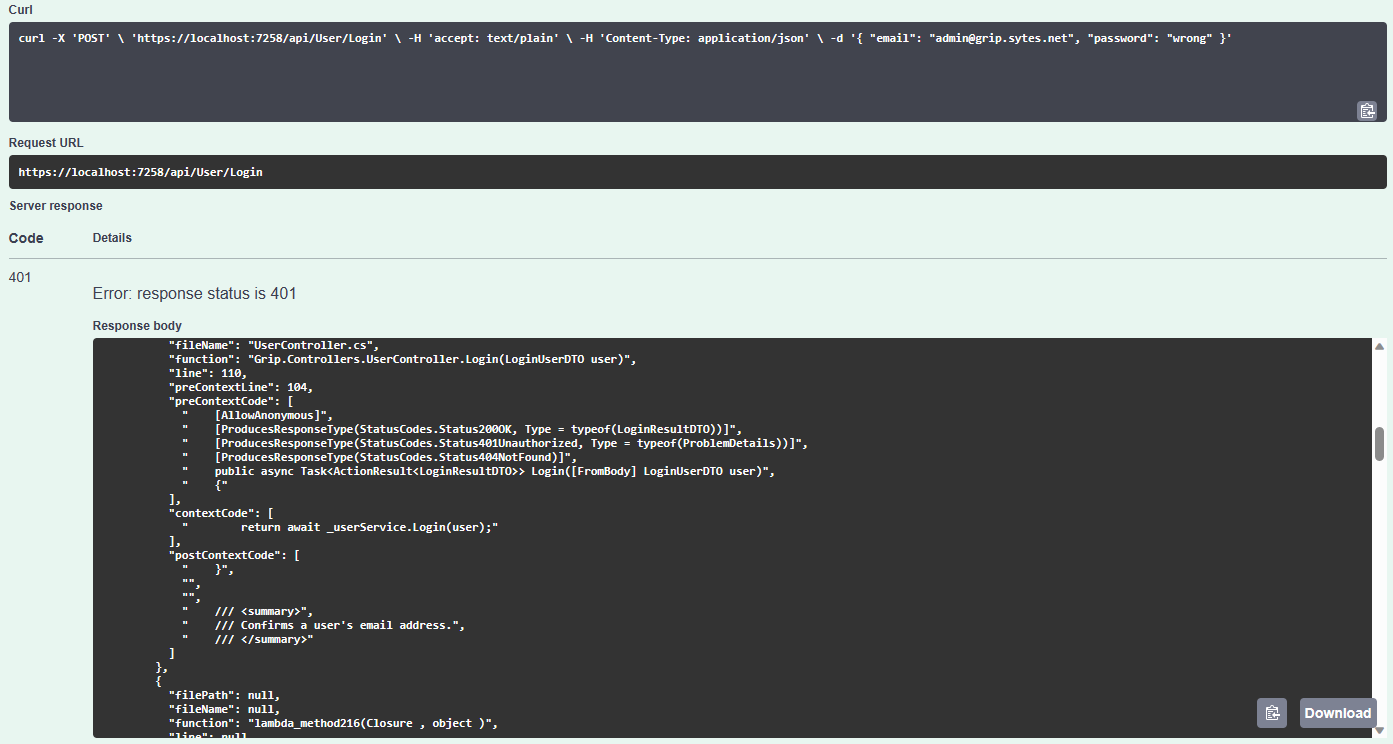 Curl
curl -X 'POST' \ 'https://localhost:7258/api/User/Login' \ -H 'accept: text/plain' \ -H 'Content-Type: application/json' \ -d '{ "email": "admin@grip.sytes.net", "password": "wrong" }'
Request URL
https://localhost:7258/api/User/Login
Server response
Code Details
401
Error: response status is 401
Response body
"fileName": "UserController.cs",
"function": "Grip.Controllers.UserController.Login(LoginUserDTO user)",
"line": 110,
"preContextLine": 104,
"preContextCode": [
"    [AllowAnonymous]",
"    [ProducesResponseType(StatusCodes.Status200OK, Type = typeof(LoginResultDTO))]",
"    [ProducesResponseType(StatusCodes.Status401Unauthorized, Type = typeof(ProblemDetails))]",
"    [ProducesResponseType(StatusCodes.Status404NotFound)]",
"    public async Task<ActionResult<LoginResultDTO>> Login([FromBody] LoginUserDTO user)",
"    {"
],
"contextCode": [
"        return await _userService.Login(user);"
],
"postContextCode": [
"    }",
"",
"",
"    /// <summary>",
"    /// Confirms a user's email address.",
"    /// </summary>"
]
},
{
"filePath": null,
"fileName": null,
"function": "lambda_method216(Closure , object )",
"line": null
Download